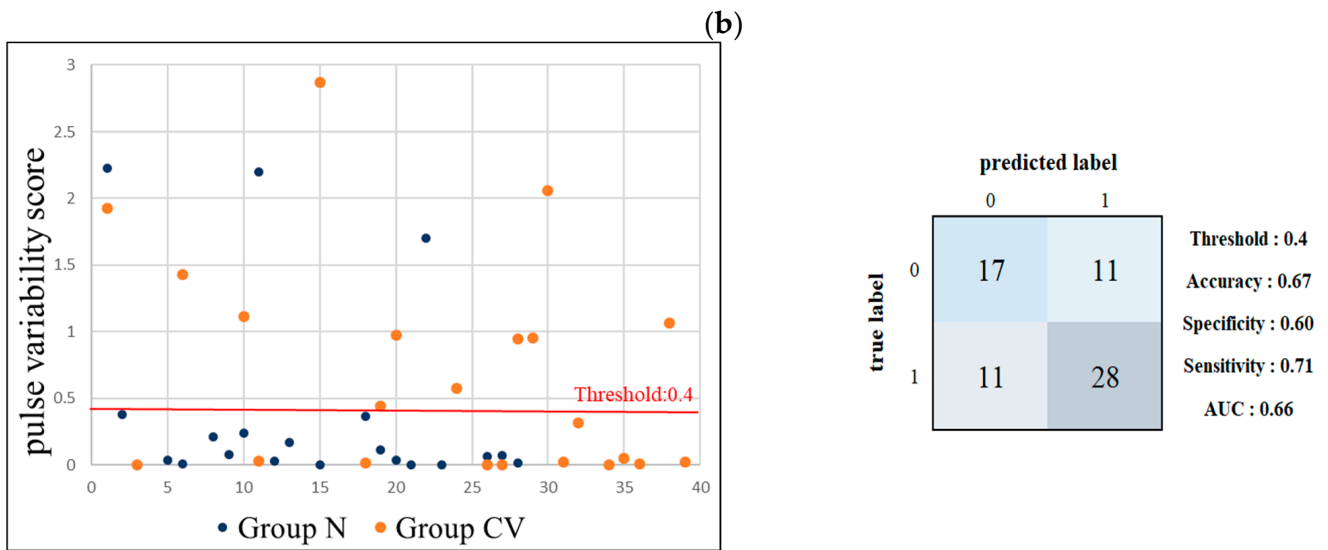 (b)
pulse variability score
3
2.5
2
1.5
1
0.5
0
Threshold:0.4
0 5 10 15 20 25 30 35 40
Group N Group CV
predicted label
0 1
true label
0 17 11
1 11 28
Threshold : 0.4
Accuracy : 0.67
Specificity : 0.60
Sensitivity : 0.71
AUC : 0.66